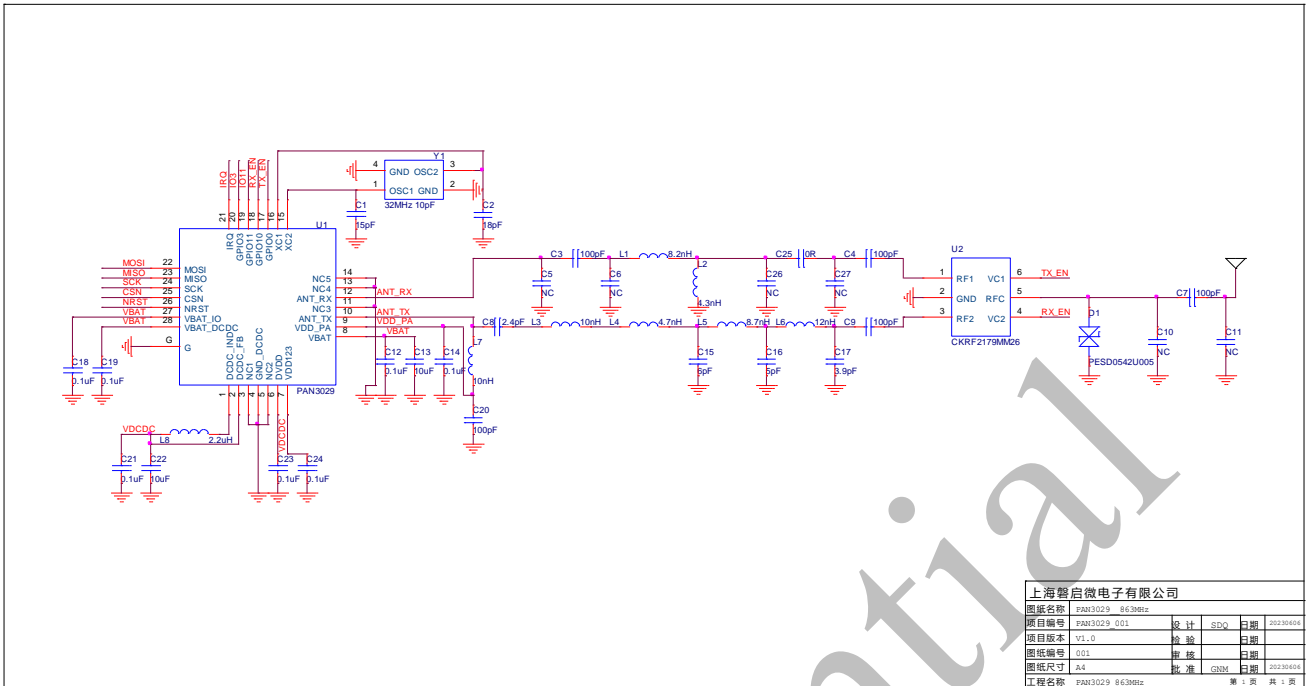 Y1
4 GND OSC2 3
1 OSC1 GND 2
32MHz 10pF
C1
15pF
C2
18pF
IRQ
IO3
IO11
RX_EN
TX_EN
21
20
19
18
17
16
15
U1
IRQ
GPIO3
GPIO11
GPIO10
GPIO0
XC1
XC2
MOSI 22 MOSI
MISO 23 MISO
SCK 24 SCK
CSN 25 CSN
NRST 26 NRST
VBAT 27 VBAT_IO
VBAT 28 VBAT_DCDC
G G
NC5 14
NC4 13
ANT_RX 12 ANT_RX
NC3 11
ANT_TX 10 ANT_TX
VDD_PA 9 VDD_PA
VBAT 8 VBAT
DCDC_IND
DCDC_FB
NC1
GND_DCDC
NC2
DVDD
VDD123
PAN3029
1
2
3
4
5
6
7
C18
0.1uF
C19
0.1uF
C12
0.1uF
C13
10uF
C14
0.1uF
L7
10nH
C20
100pF
VDCDC
L8 2.2uH
VDCDC
C21
0.1uF
C22
10uF
C23
0.1uF
C24
0.1uF
C3 100pF
L1 8.2nH
C25 0R
C4 100pF
C5
NC
C6
NC
L2
4.3nH
C26
NC
C27
NC
C8 2.4pF
L3 10nH
L4 4.7nH
L5 8.7nH
L6 12nH
C9 100pF
C15
6pF
C16
5pF
C17
3.9pF
U2
1 RF1 VC1 6 TX_EN
2 GND RFC 5
3 RF2 VC2 4 RX_EN
CKRF2179MM26
D1
PESD0542U005
C7 100pF
C10
NC
C11
NC
ential
上海磐启微电子有限公司
图纸名称 PAN3029_863MHz
项目编号 PAN3029_001 设 计 SDQ 日期 20230606
项目版本 V1.0 检 验 日期
图纸编号 001 审 核 日期
图纸尺寸 A4 批 准 GNM 日期 20230606
工程名称 PAN3029_863MHz 第 1 页 共 1 页